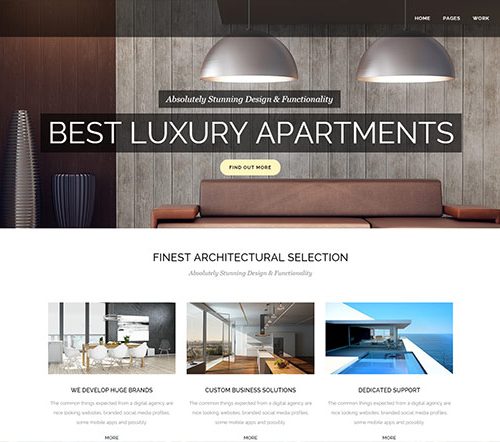 HOME PAGES WORK
Absolutely Stunning Design & Functionality
BEST LUXURY APARTMENTS
FIND OUT MORE
FINEST ARCHITECTURAL SELECTION
Absolutely Stunning Design & Functionality
WE DEVELOP HUGE BRANDS
The common things expected from a digital agency are
nice looking websites, branded social media profiles,
some mobile apps and possibly
MORE
CUSTOM BUSINESS SOLUTIONS
The common things expected from a digital agency are
nice looking websites, branded social media profiles,
some mobile apps and possibly
MORE
DEDICATED SUPPORT
The common things expected from a digital agency are
nice looking websites, branded social media profiles,
some mobile apps and possibly
MORE